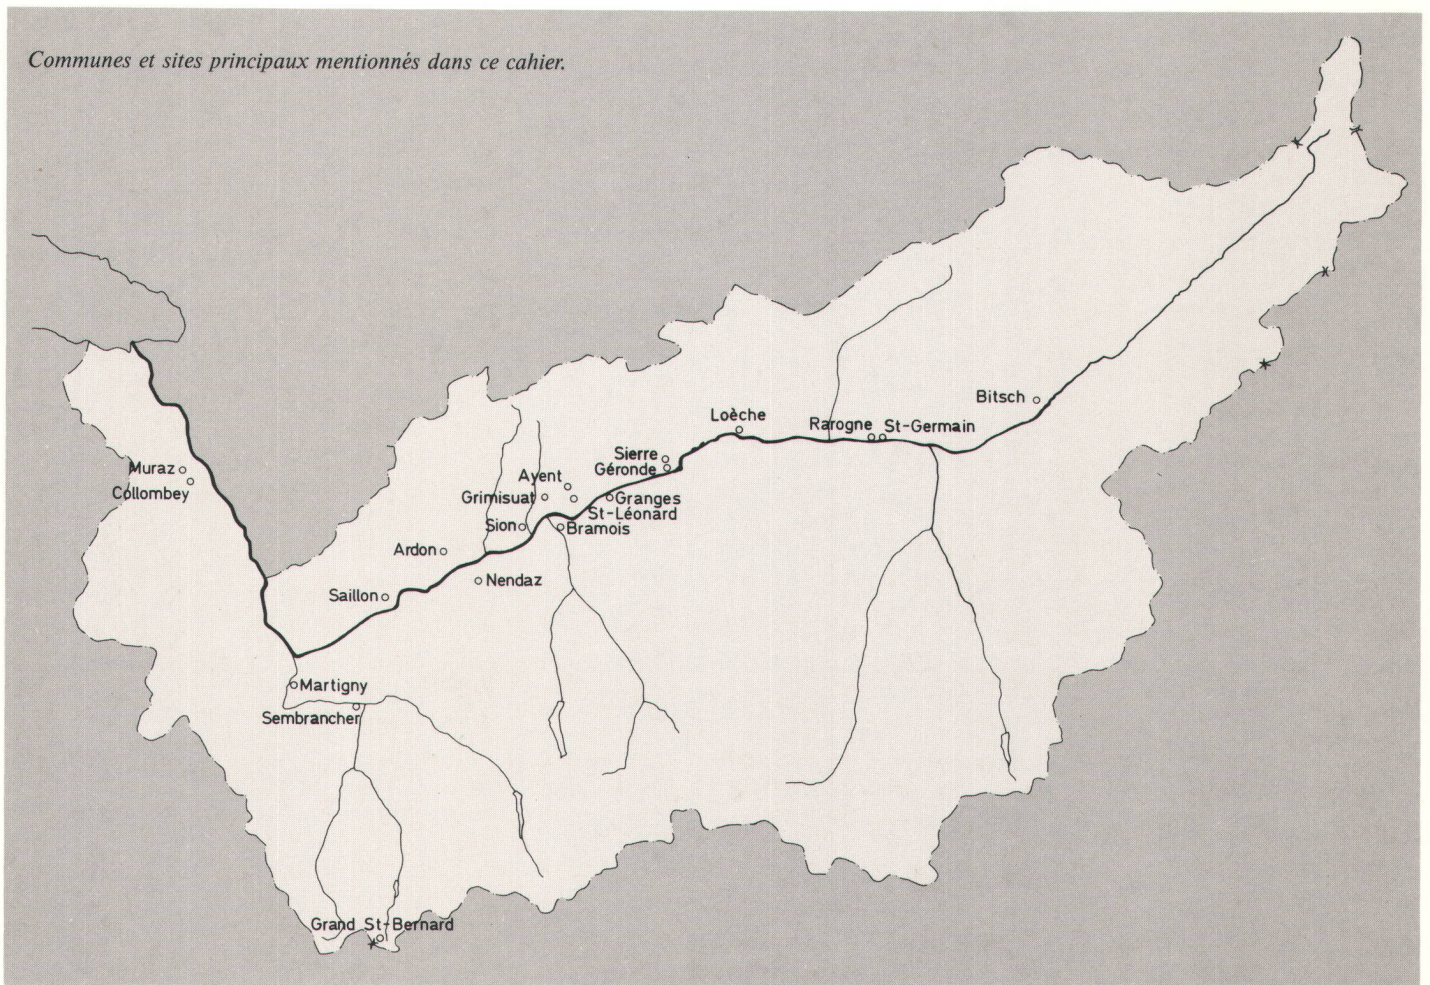 Communes et sites principaux mentionnés dans ce cahier.
Bitsch
Loèche
Rarogne
St-Germain
Sierre
Géronde
Muraz
Ayent
Collombey
Grimisuat
Granges
St-Léonard
Sion
Bramois
Ardon
Nendaz
Saillon
Martigny
Sembrancher
Grand St-Bernard